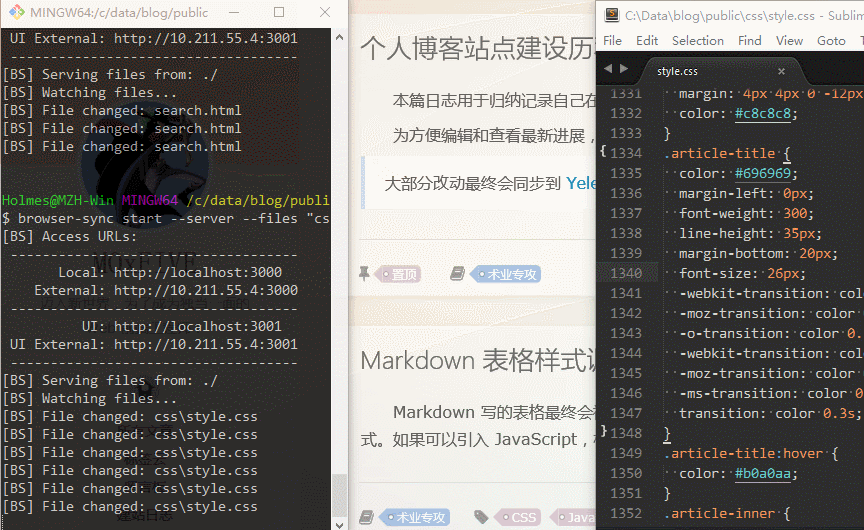 MINGW64:/c/data/blog/public
UI External: http://10.211.55.4:3001
--------------------------------
[BS] Serving files from: ./
[BS] Watching files...
[BS] File changed: search.html
[BS] File changed: search.html
[BS] File changed: search.html
Holmes@MZH-Win MINGW64 /c/data/blog/publi
$ browser-sync start --server --files "cs
[BS] Access URLs:
--------------------------------
Local: http://localhost:3000
External: http://10.211.55.4:3000
--------------------------------
UI: http://localhost:3001
UI External: http://10.211.55.4:3001
--------------------------------
[BS] Serving files from: ./
[BS] Watching files...
[BS] File changed: css\style.css
[BS] File changed: css\style.css
[BS] File changed: css\style.css
[BS] File changed: css\style.css
[BS] File changed: css\style.css
[BS] File changed: css\style.css
个人博客站点建设历
本篇日志用于归纳记录自己在
为方便编辑和查看最新进展，
大部分改动最终会同步到 Yele
置顶
术业专攻
Markdown 表格样式
Markdown 写的表格最终会
式。如果可以引入 JavaScript，
术业专攻
CSS
Java
C:\Data\blog\public\css\style.css - Sublim
File Edit Selection Find View Goto T
style.css
1331 margin: 4px 4px 0 -12px
1332 color: #c8c8c8;
1333 }
1334 .article-title {
1335 color: #696969;
1336 margin-left: 0px;
1337 font-weight: 300;
1338 line-height: 35px;
1339 margin-bottom: 20px;
1340 font-size: 26px;
1341 -webkit-transition: colo
1342 -moz-transition: color 0
1343 -o-transition: color 0.
1344 -webkit-transition: colo
1345 -moz-transition: color 0
1346 -ms-transition: color 0
1347 transition: color 0.3s;
1348 }
1349 .article-title:hover {
1350 color: #b0a0aa;
1351 }
1352 .article-inner {